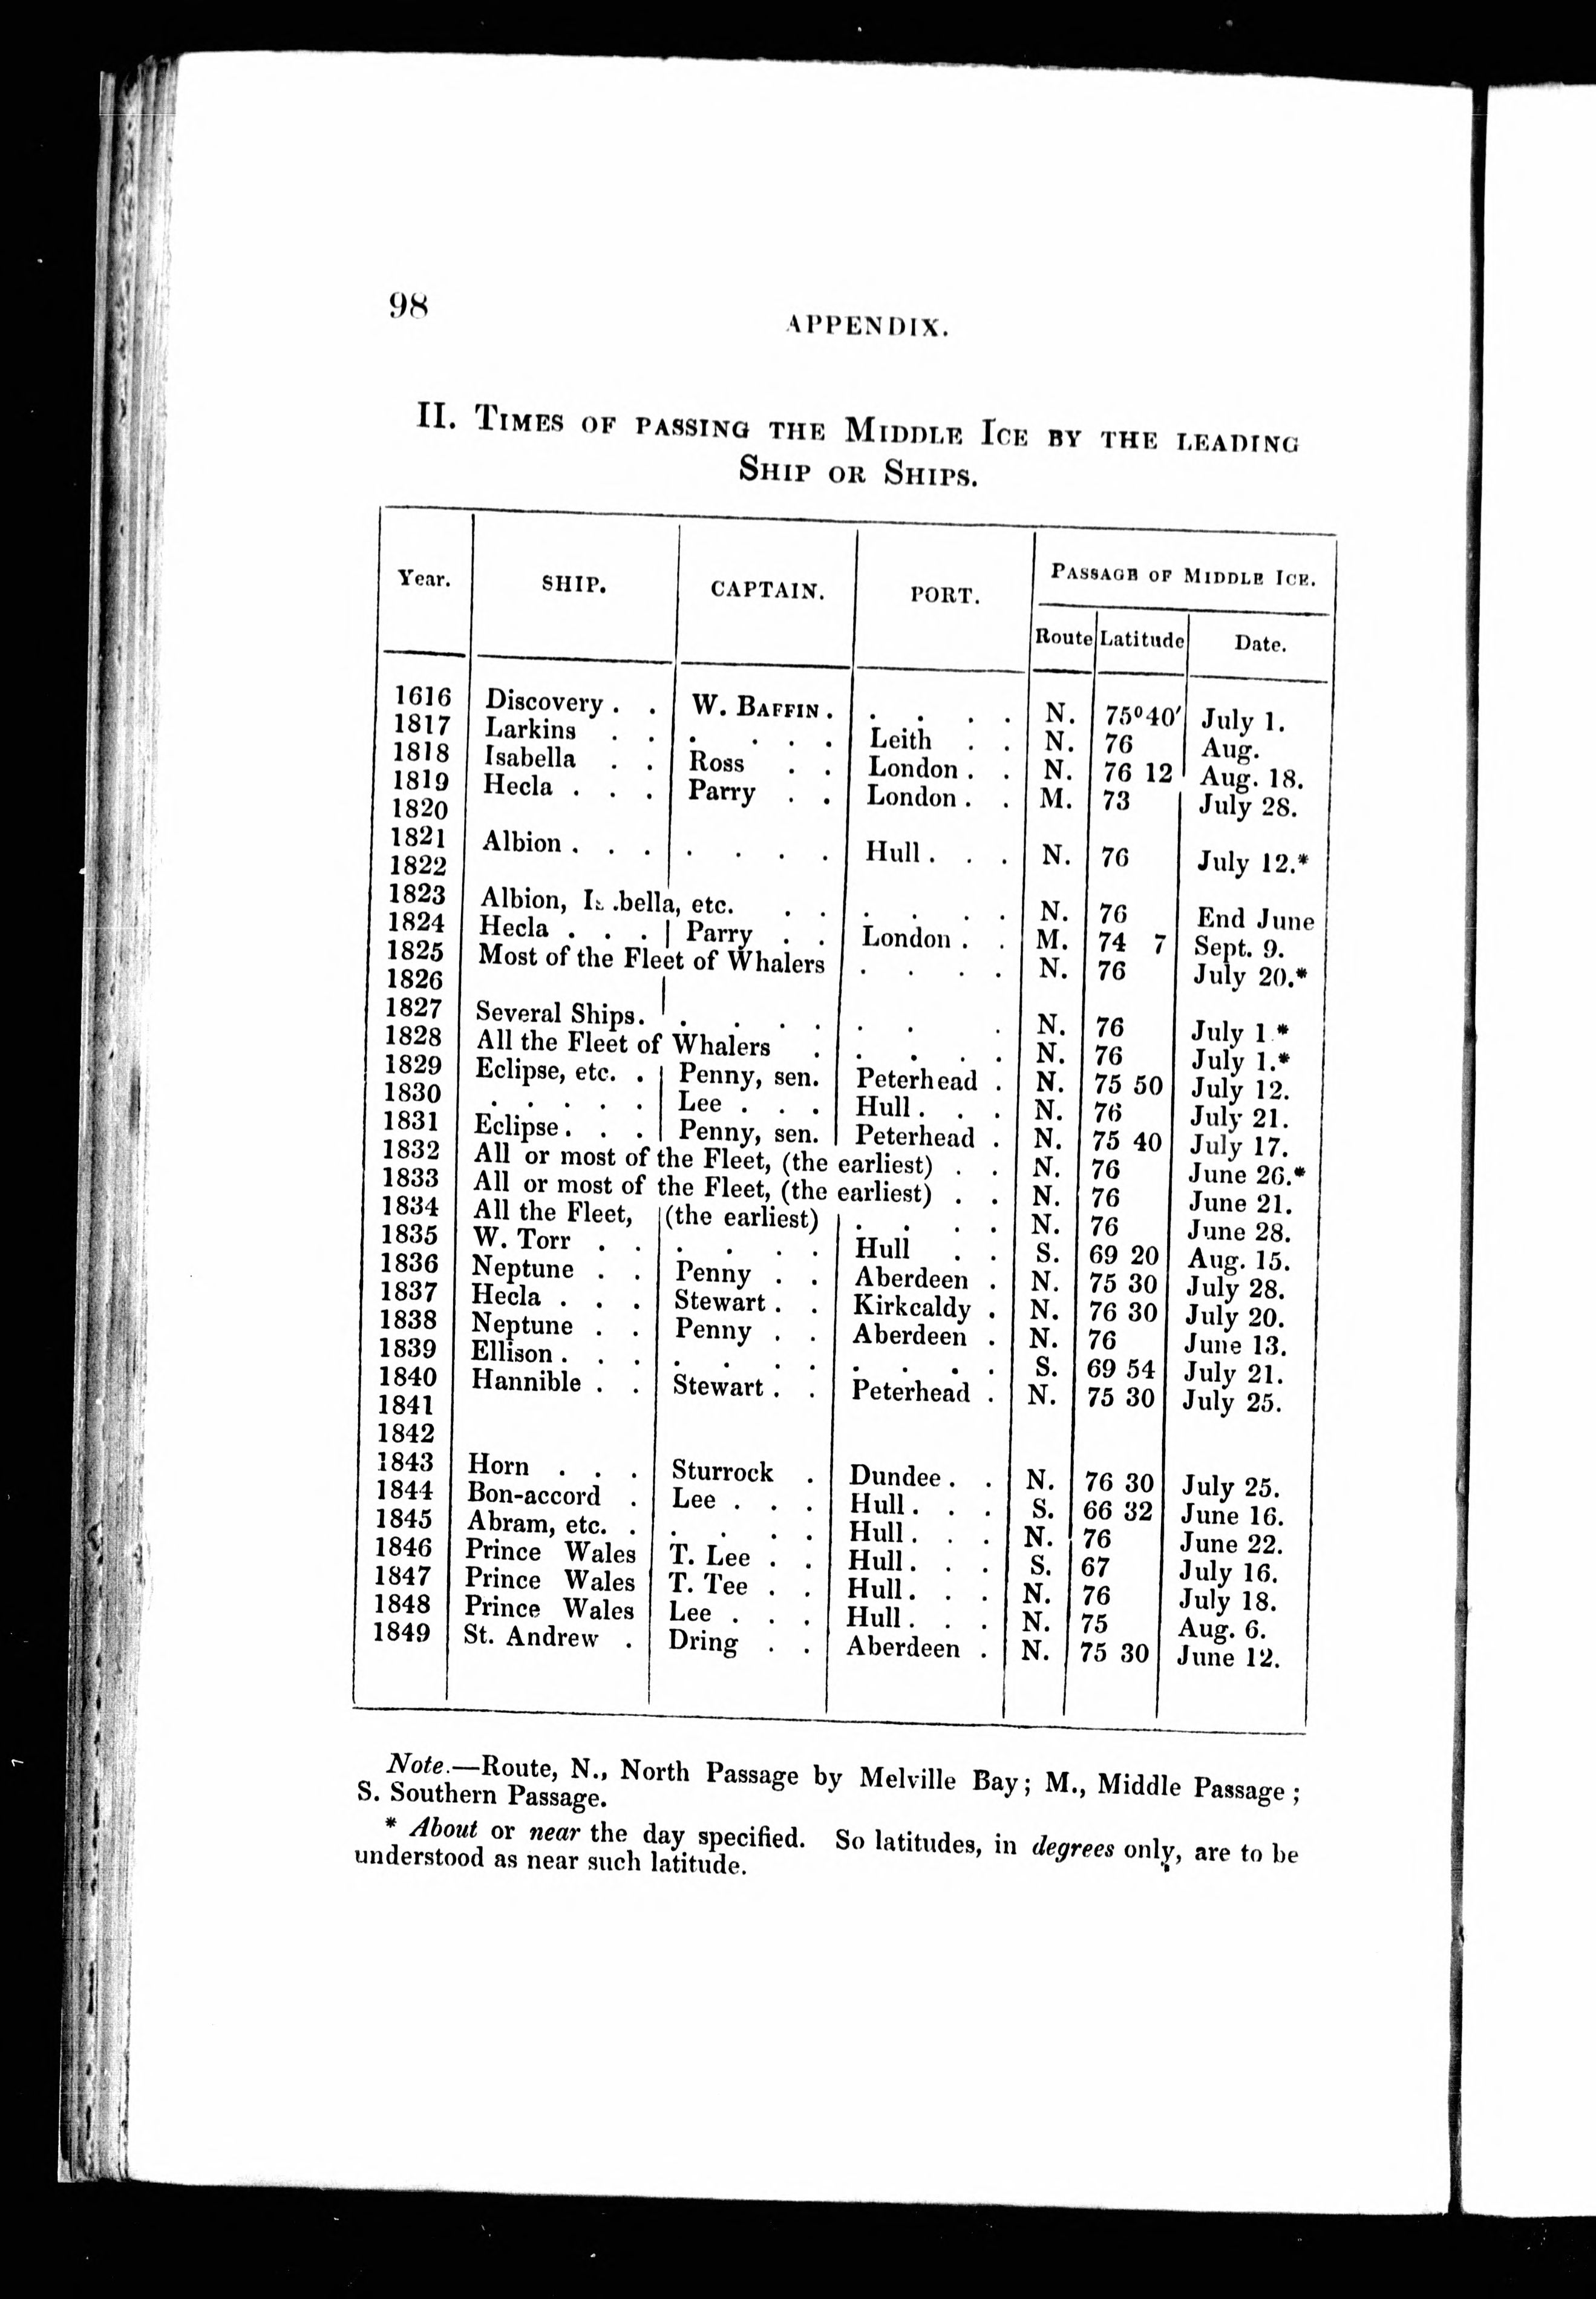 98
APPENDIX.
II. TIMES OF PASSING THE MIDDLE ICE BY THE LEADING
SHIP OR SHIPS.
Year. SHIP. CAPTAIN. PORT. PASSAGE OF MIDDLE ICE.
Route Latitude Date.
1616 Discovery . . W. BAFFIN . . . . . N. 75°40′ July 1.
1817 Larkins . . . . . . Leith . . N. 76 Aug.
1818 Isabella . . Ross . . London . . N. 76 12 Aug. 18.
1819 Hecla . . . Parry . . London . . M. 73 July 28.
1820
1821 Albion . . . . . . . Hull . . . N. 76 July 12.*
1822
1823 Albion, Is .bella, etc. . . . . . . N. 76 End June
1824 Hecla . . . Parry . . London . . M. 74 7 Sept. 9.
1825 Most of the Fleet of Whalers . . . . N. 76 July 20.*
1826
1827 Several Ships. . . . . . . . N. 76 July 1.*
1828 All the Fleet of Whalers . . . . . N. 76 July 1.*
1829 Eclipse, etc. . Penny, sen. Peterhead . N. 75 50 July 12.
1830 . . . . . Lee . . . Hull . . . N. 76 July 21.
1831 Eclipse . . . Penny, sen. Peterhead . N. 75 40 July 17.
1832 All or most of the Fleet, (the earliest) . . N. 76 June 26.*
1833 All or most of the Fleet, (the earliest) . . N. 76 June 21.
1834 All the Fleet, (the earliest) . . . . N. 76 June 28.
1835 W. Torr . . . . . . Hull . . S. 69 20 Aug. 15.
1836 Neptune . . Penny . . Aberdeen . N. 75 30 July 28.
1837 Hecla . . . Stewart . . Kirkcaldy . N. 76 30 July 20.
1838 Neptune . . Penny . . Aberdeen . N. 76 June 13.
1839 Ellison . . . . . . . . . . . S. 69 54 July 21.
1840 Hannible . . Stewart . . Peterhead . N. 75 30 July 25.
1841
1842
1843 Horn . . . Sturrock . Dundee . . N. 76 30 July 25.
1844 Bon-accord . Lee . . . Hull . . . S. 66 32 June 16.
1845 Abram, etc. . . . . . Hull . . . N. 76 June 22.
1846 Prince Wales T. Lee . . Hull . . . S. 67 July 16.
1847 Prince Wales T. Tee . . Hull . . . N. 76 July 18.
1848 Prince Wales Lee . . . Hull . . . N. 75 Aug. 6.
1849 St. Andrew . Dring . . Aberdeen . N. 75 30 June 12.
Note.—Route, N., North Passage by Melville Bay; M., Middle Passage;
S. Southern Passage.
* About or near the day specified. So latitudes, in degrees only, are to be
understood as near such latitude.